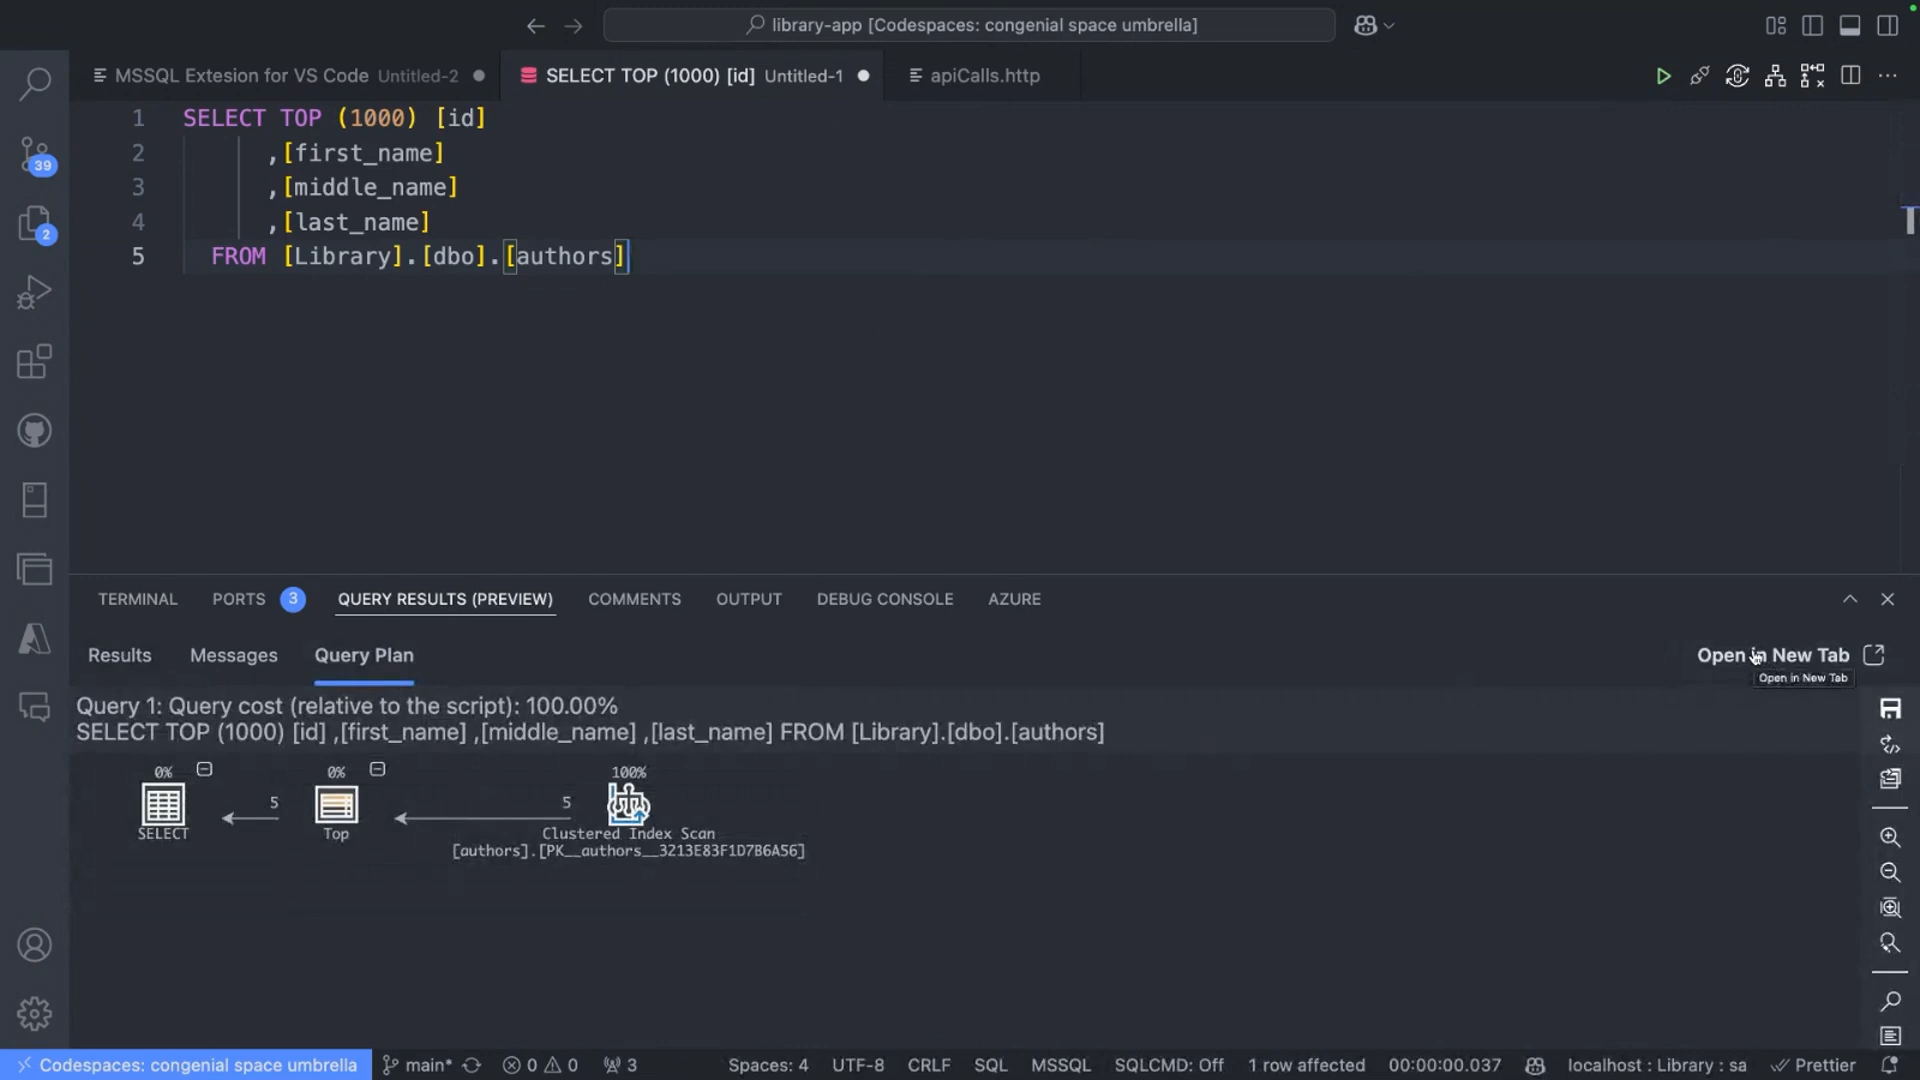 library-app [Codespaces: congenial space umbrella]
MSSQL Extesion for VS Code Untitled-2
SELECT TOP (1000) [id] Untitled-1
apiCalls.http
1 SELECT TOP (1000) [id]
2 ,[first_name]
3 ,[middle_name]
4 ,[last_name]
5 FROM [Library].[dbo].[authors]
39
2
TERMINAL
PORTS 3
QUERY RESULTS (PREVIEW)
COMMENTS
OUTPUT
DEBUG CONSOLE
AZURE
Results
Messages
Query Plan
Open in New Tab
Open in New Tab
Query 1: Query cost (relative to the script): 100.00%
SELECT TOP (1000) [id] ,[first_name] ,[middle_name] ,[last_name] FROM [Library].[dbo].[authors]
0%
0%
100%
5
5
SELECT
Top
Clustered Index Scan
[authors].[PK__authors__3213E83F1D7B6A56]
Codespaces: congenial space umbrella
main*
0
0
3
Spaces: 4
UTF-8
CRLF
SQL
MSSQL
SQLCMD: Off
1 row affected
00:00:00.037
localhost : Library : sa
Prettier